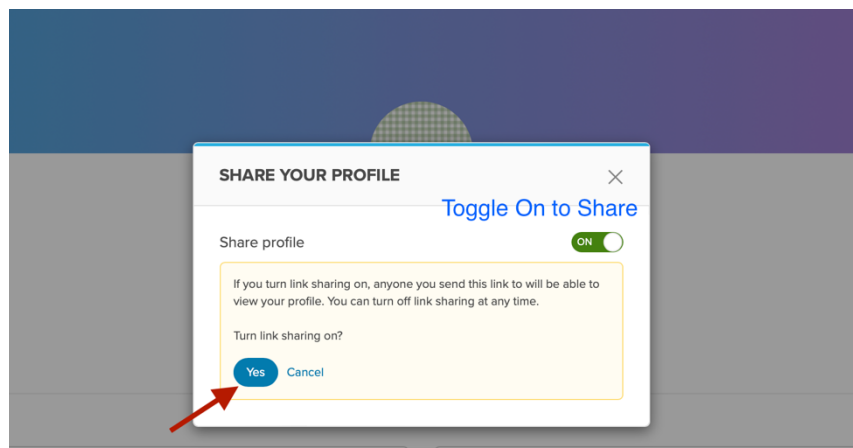 SHARE YOUR PROFILE
Toggle On to Share
Share profile
ON
If you turn link sharing on, anyone you send this link to will be able to
view your profile. You can turn off link sharing at any time.
Turn link sharing on?
Yes Cancel